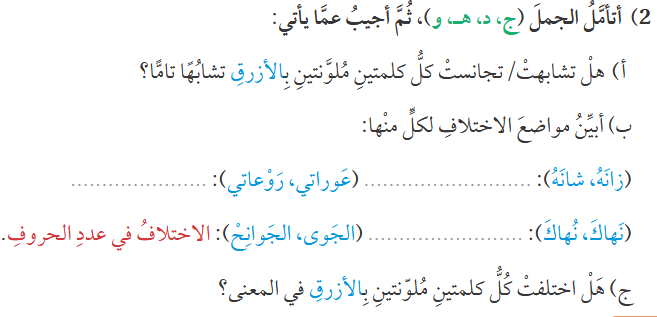 2) أتأمَّلُ الجملَ (ج، د، هـ، و)، ثُمَّ أجيبُ عمَّا يأتي:
أ) هلْ تشابهتْ/ تجانستْ كلُّ كلمتينِ مُلوَّنتينِ بِالأزرقِ تشابُهًا تامًّا؟
ب) أبيِّنُ مواضعَ الاختلافِ لكلٍّ منْها:
(زانَهُ، شانَهُ): ............................ (عَوراتي، رَوْعاتي): .......................
(نَهاكَ، نُهاكَ): .......................... (الجَوى، الجَوانِحْ): الاختلافُ في عددِ الحروفِ.
ج) هَلْ اختلفتْ كُلُّ كلمتينِ مُلوّنتينِ بِالأزرقِ في المعنى؟